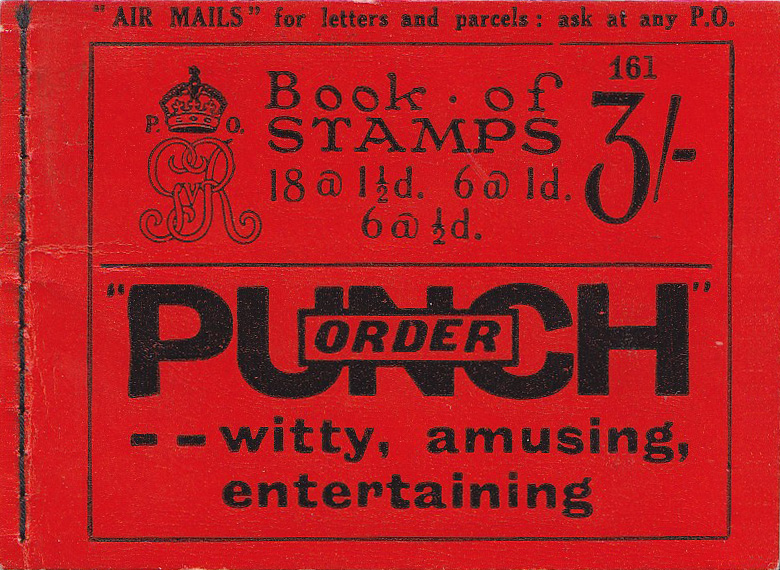 "AIR MAILS" for letters and parcels: ask at any P.O.
161
Book · of
STAMPS
3/-
P. O.
GR
18 @ 1½d. 6 @ 1d.
6 @ ½d.
"PUNCH"
ORDER
-- witty, amusing,
entertaining